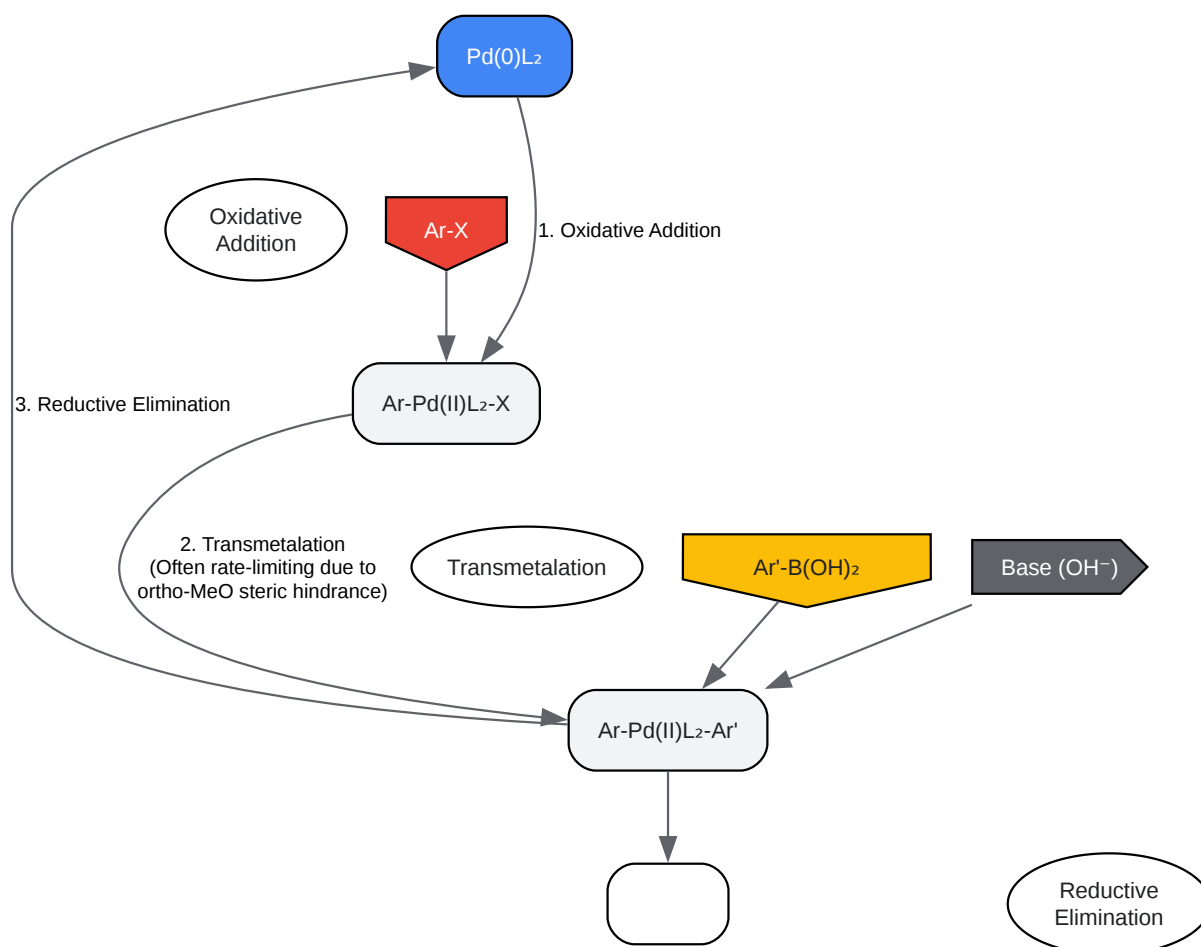 Pd(0)L₂
Oxidative
Addition
Ar-X
1. Oxidative Addition
3. Reductive Elimination
Ar-Pd(II)L₂-X
2. Transmetalation
(Often rate-limiting due to
ortho-MeO steric hindrance)
Transmetalation
Ar'-B(OH)₂
Base (OH⁻)
Ar-Pd(II)L₂-Ar'
Reductive
Elimination